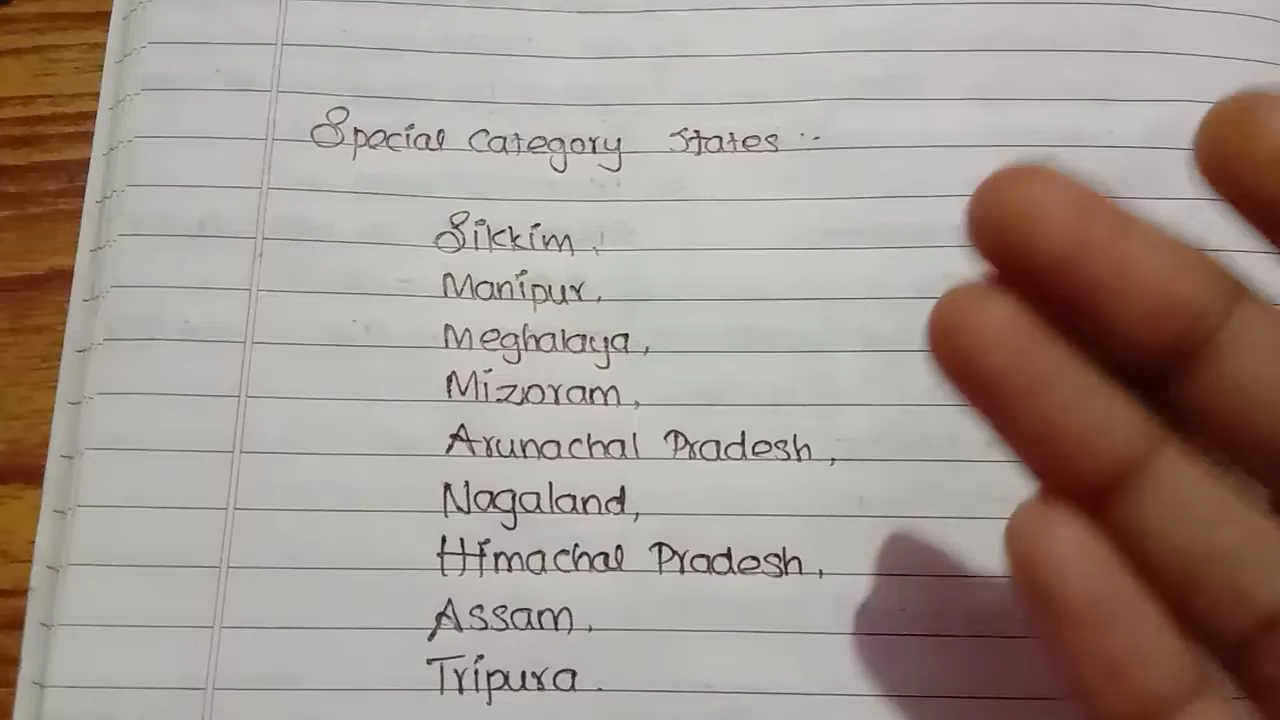 Special Category States :-
Sikkim,
Manipur,
Meghalaya,
Mizoram,
Arunachal Pradesh,
Nagaland,
Himachal Pradesh,
Assam,
Tripura.